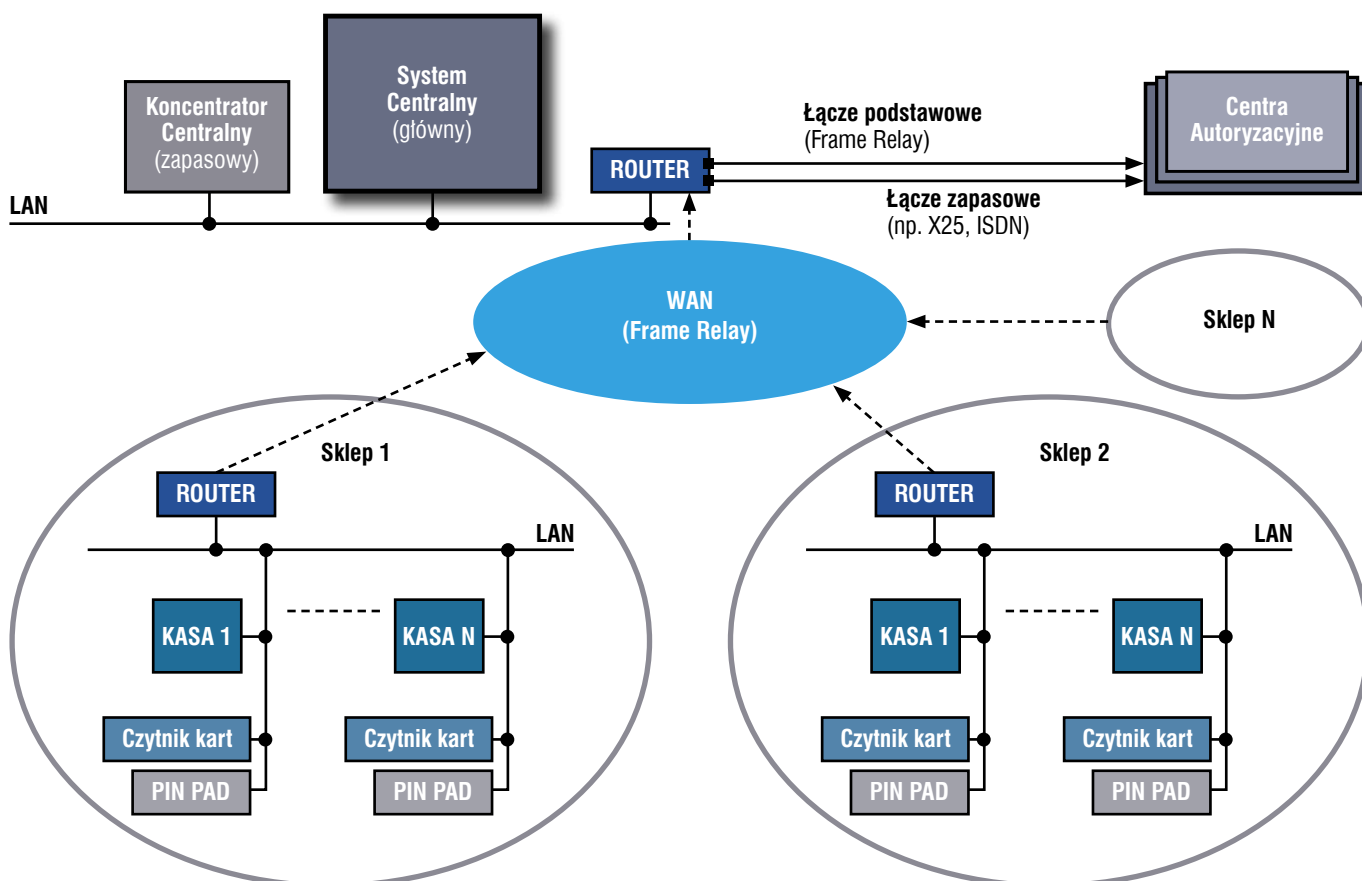 Koncentrator
Centralny
(zapasowy)
System
Centralny
(główny)
ROUTER
Łącze podstawowe
(Frame Relay)
Łącze zapasowe
(np. X25, ISDN)
Centra
Autoryzacyjne
LAN
WAN
(Frame Relay)
Sklep N
Sklep 1
ROUTER
LAN
KASA 1
KASA N
Czytnik kart
Czytnik kart
PIN PAD
PIN PAD
Sklep 2
ROUTER
LAN
KASA 1
KASA N
Czytnik kart
Czytnik kart
PIN PAD
PIN PAD